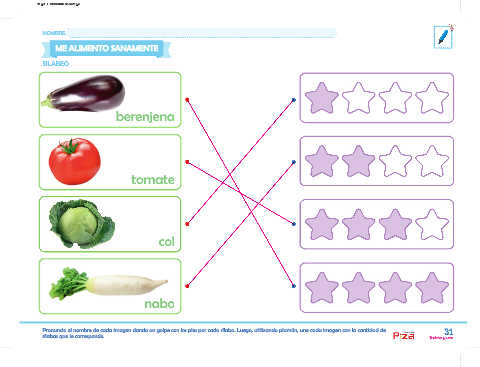 NOMBRE:
ME ALIMENTO SANAMENTE
SILABEO
berenjena
tomate
col
nabo
Pronuncia el nombre de cada imagen dando un golpe con los pies por cada sílaba. Luego, utilizando plumón, une cada imagen con la cantidad de
sílabas que le corresponda.
31